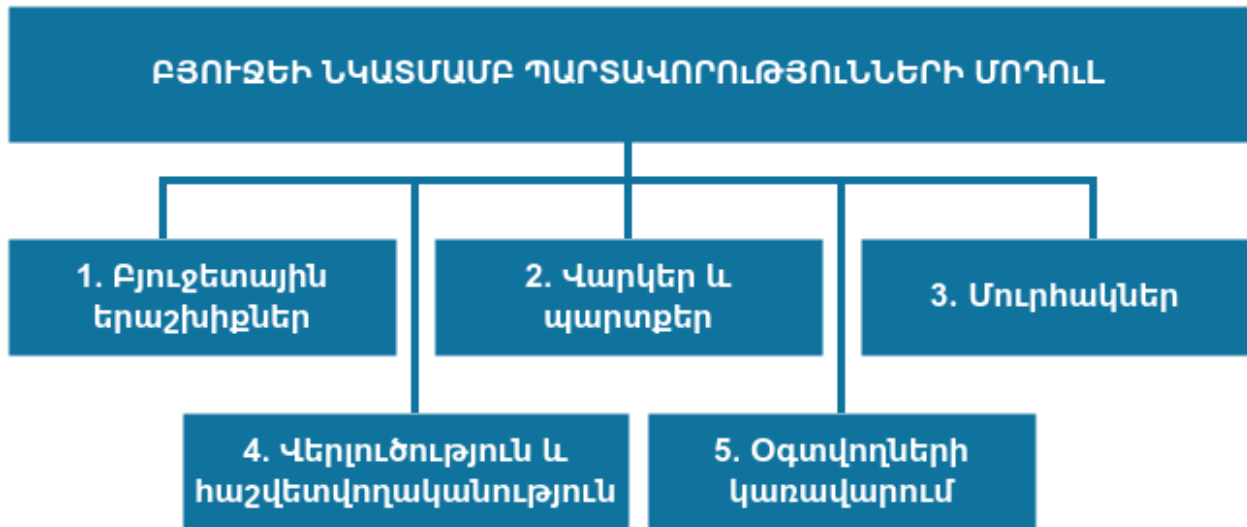 ԲՅՈՒՋԵԻ ՆԿԱՏՄԱՄԲ ՊԱՐՏԱՎՈՐՈւԹՅՈւՆՆԵՐԻ ՄՈԴՈւԼ
1. Բյուջետային
երաշխիքներ
2. Վարկեր և
պարտքեր
3. Մուրհակներ
4. Վերլուծություն և
հաշվետվողականություն
5. Օգտվողների
կառավարում